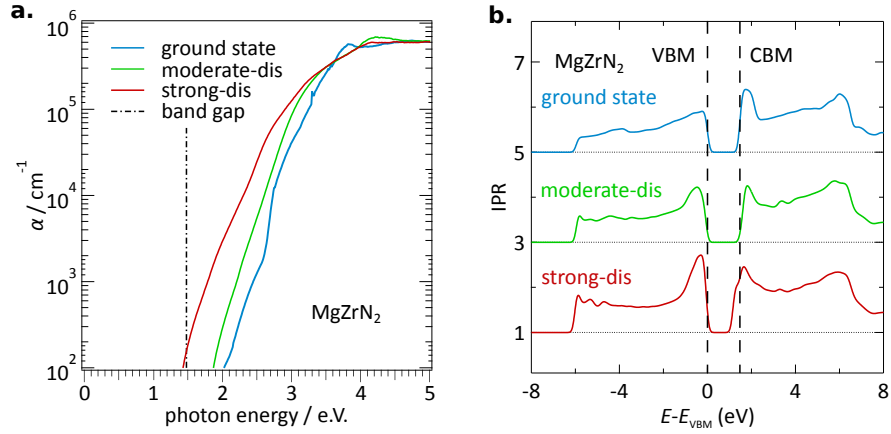 a.
10^6
10^5
10^4
10^3
10^2
α / cm^-1
ground state
moderate-dis
strong-dis
band gap
MgZrN₂
0 1 2 3 4 5
photon energy / e.V.
b.
MgZrN₂ VBM CBM
ground state
moderate-dis
strong-dis
7
5
3
1
IPR
-8 -4 0 4 8
E-E_VBM (eV)